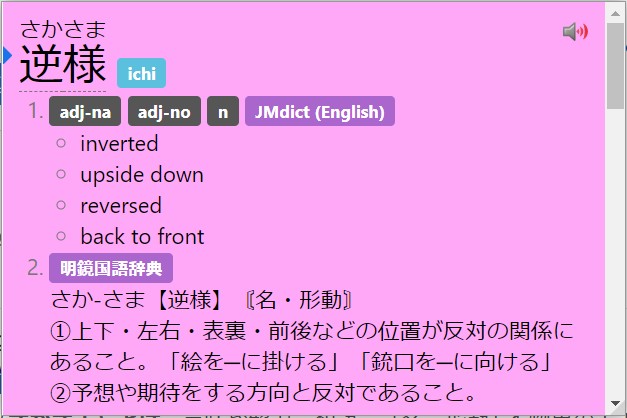 さかさま
逆様 ichi
1. adj-na adj-no n JMdict (English)
inverted
upside down
reversed
back to front
2. 明鏡国語辞典
さか-さま【逆様】〘名・形動〙
①上下・左右・表裏・前後などの位置が反対の関係に
あること。「絵を─に掛ける」「銃口を─に向ける」
②予想や期待をする方向と反対であること。